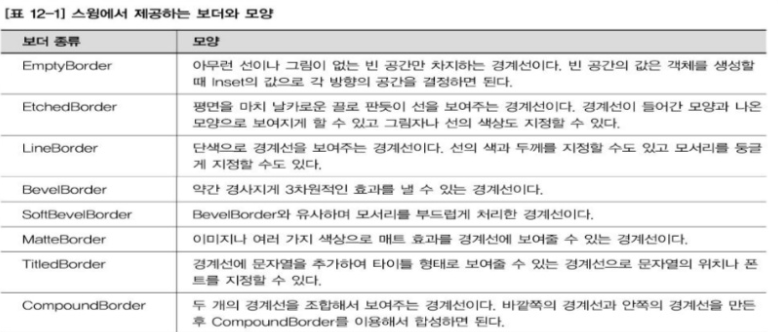 [표 12-1] 스윙에서 제공하는 보더와 모양
보더 종류 모양
EmptyBorder 아무런 선이나 그림이 없는 빈 공간만 차지하는 경계선이다. 빈 공간의 값은 객체를 생성할
때 Inset의 값으로 각 방향의 공간을 결정하면 된다.
EtchedBorder 평면을 마치 날카로운 끌로 판듯이 선을 보여주는 경계선이다. 경계선이 들어간 모양과 나온
모양으로 보여지게 할 수 있고 그림자나 선의 색상도 지정할 수 있다.
LineBorder 단색으로 경계선을 보여주는 경계선이다. 선의 색과 두께를 지정할 수도 있고 모서리를 둥글
게 지정할 수도 있다.
BevelBorder 약간 경사지게 3차원적인 효과를 낼 수 있는 경계선이다.
SoftBevelBorder BevelBorder와 유사하며 모서리를 부드럽게 처리한 경계선이다.
MatteBorder 이미지나 여러 가지 색상으로 매트 효과를 경계선에 보여줄 수 있는 경계선이다.
TitledBorder 경계선에 문자열을 추가하여 타이틀 형태로 보여줄 수 있는 경계선으로 문자열의 위치나 폰
트를 지정할 수 있다.
CompoundBorder 두 개의 경계선을 조합해서 보여주는 경계선이다. 바깥쪽의 경계선과 안쪽의 경계선을 만든
후 CompoundBorder를 이용해서 합성하면 된다.